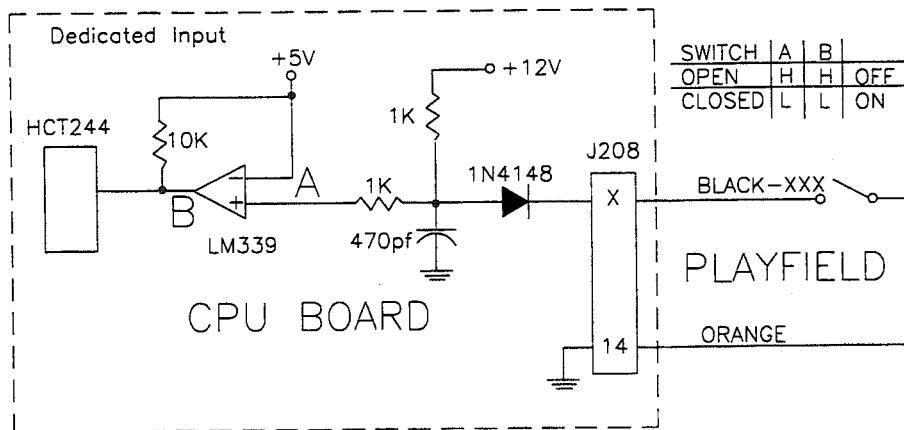 Dedicated Input
+5V
+12V
SWITCH A B
OPEN H H OFF
CLOSED L L ON
HCT244
10K
1K
J208
1K
1N4148
X
BLACK-XXX
A
B
LM339
470pf
PLAYFIELD
CPU BOARD
14
ORANGE